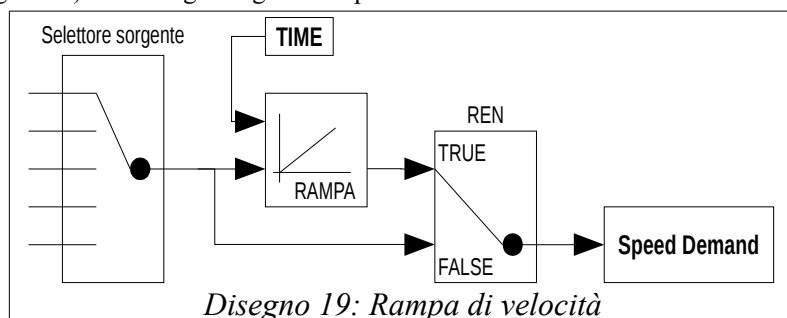 Selettore sorgente
TIME
REN
TRUE
RAMPA
FALSE
Speed Demand
Disegno 19: Rampa di velocità